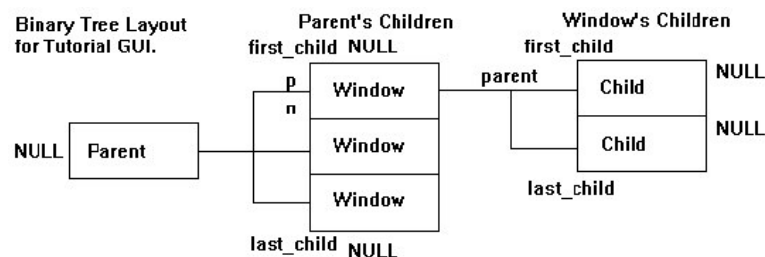 Binary Tree Layout
for Tutorial GUI.
Parent's Children
Window's Children
first_child NULL
first_child
p
n
Window
parent
Child
NULL
NULL
Parent
Window
Child
NULL
Window
last_child
last_child NULL